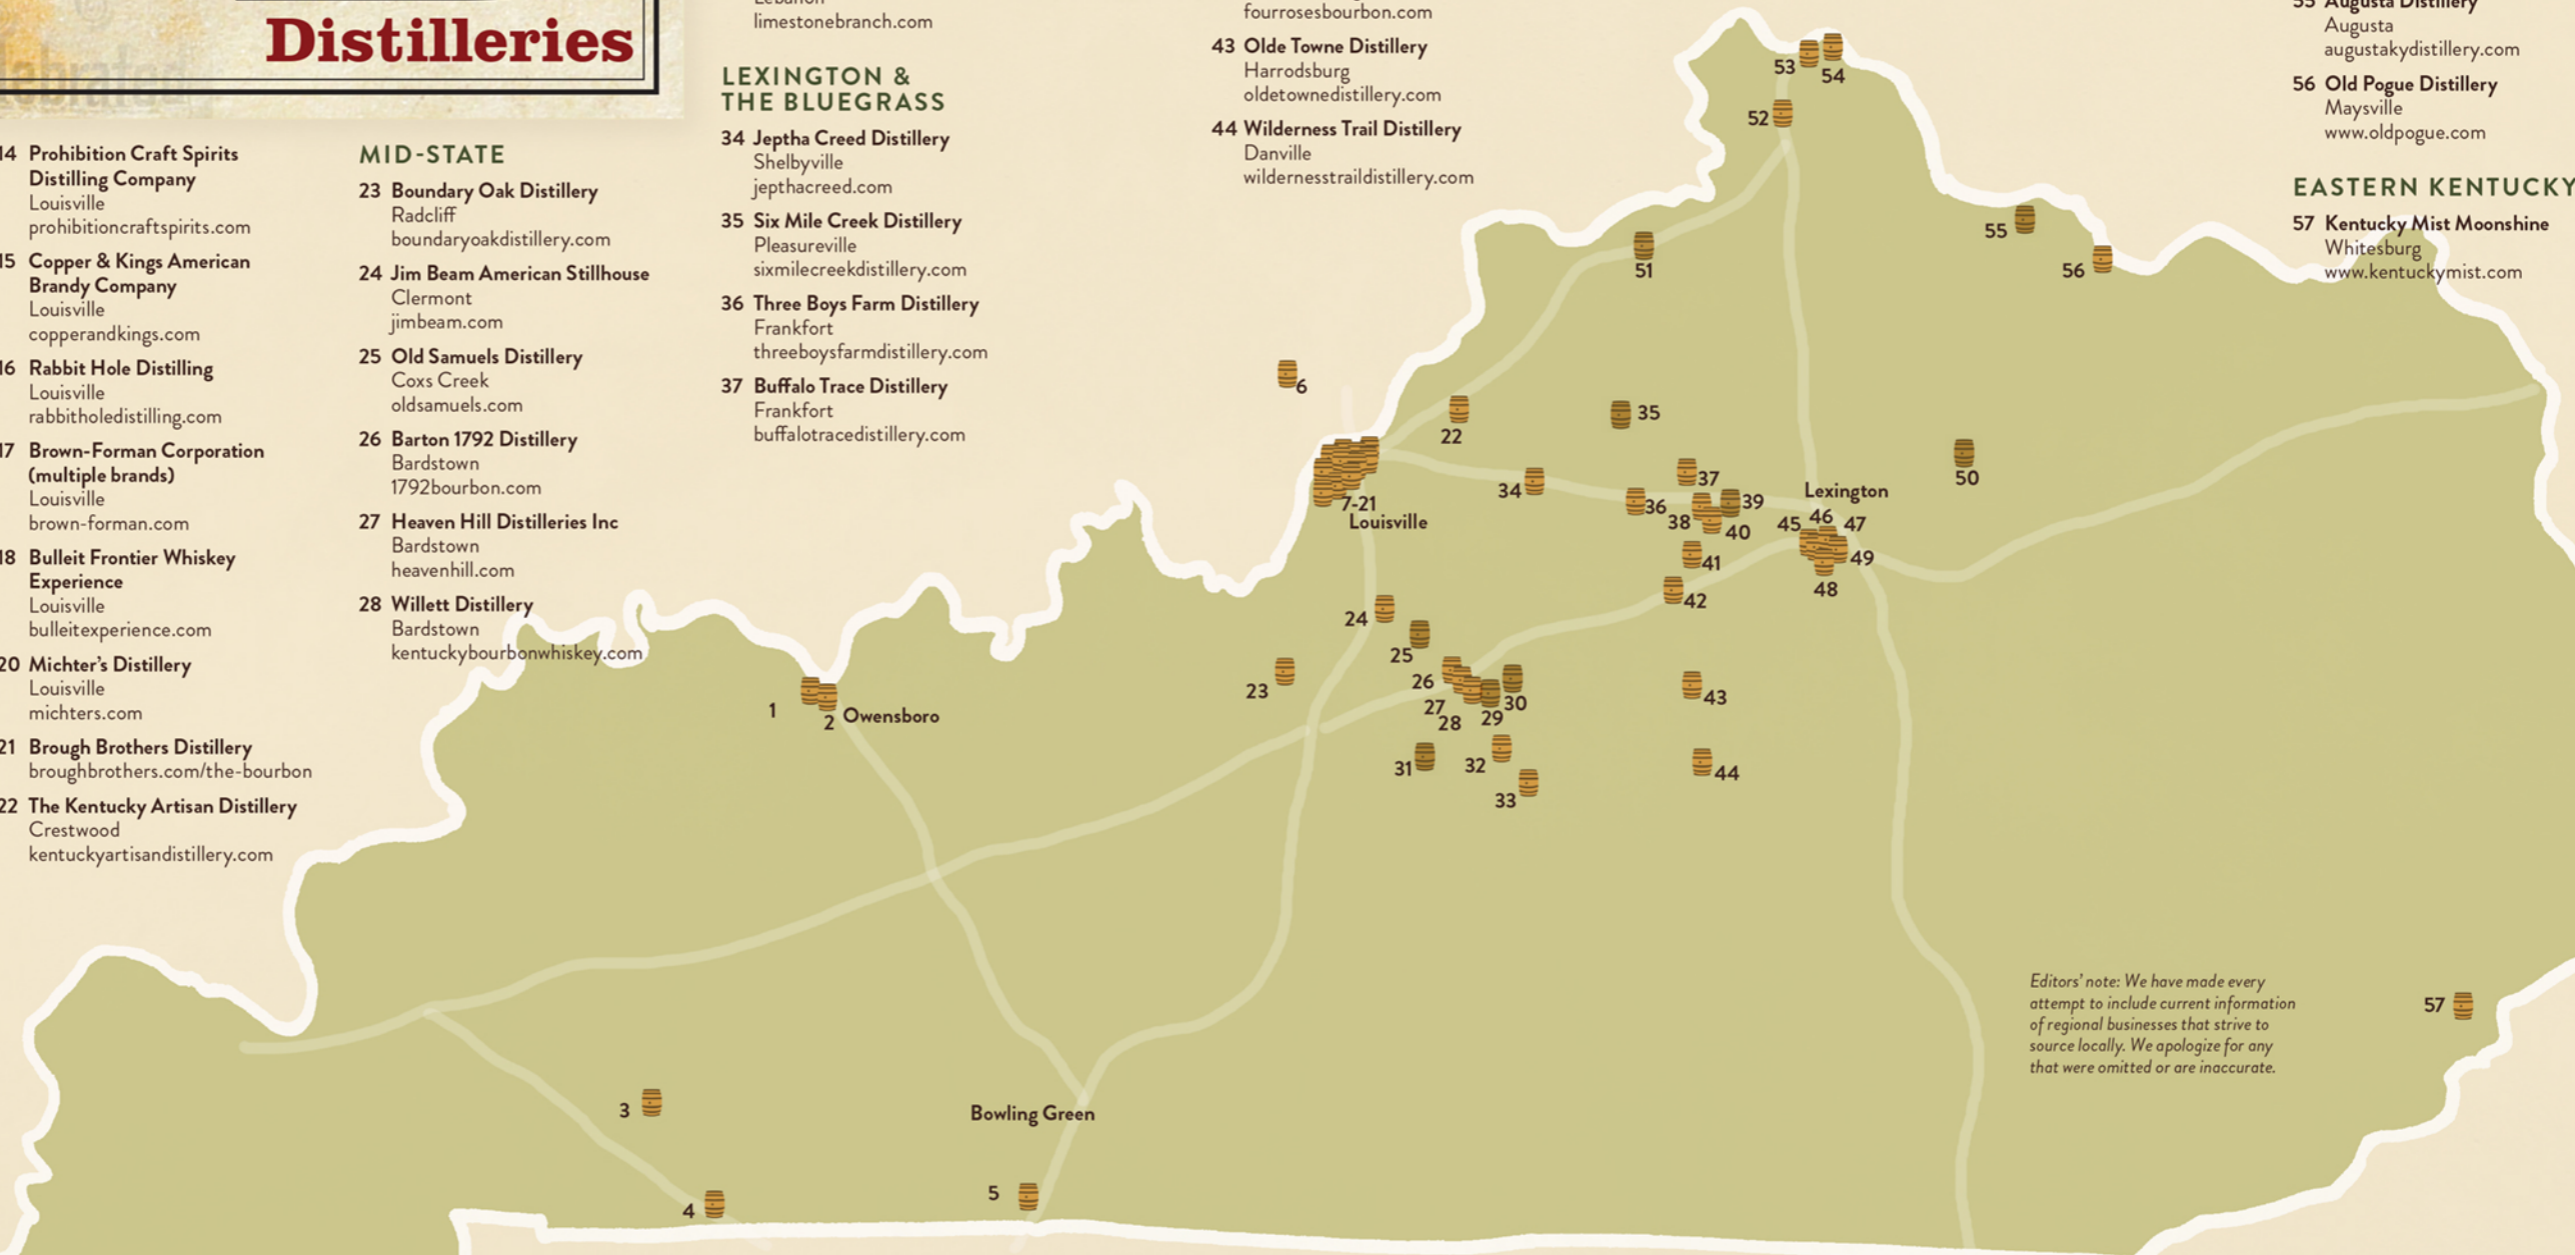 Distilleries
14 Prohibition Craft Spirits
Distilling Company
Louisville
prohibitioncraftspirits.com
15 Copper & Kings American
Brandy Company
Louisville
copperandkings.com
16 Rabbit Hole Distilling
Louisville
rabbitholedistilling.com
17 Brown-Forman Corporation
(multiple brands)
Louisville
brown-forman.com
18 Bulleit Frontier Whiskey
Experience
Louisville
bulleitexperience.com
20 Michter's Distillery
Louisville
michters.com
21 Brough Brothers Distillery
broughbrothers.com/the-bourbon
22 The Kentucky Artisan Distillery
Crestwood
kentuckyartisandistillery.com
MID-STATE
23 Boundary Oak Distillery
Radcliff
boundaryoakdistillery.com
24 Jim Beam American Stillhouse
Clermont
jimbeam.com
25 Old Samuels Distillery
Coxs Creek
oldsamuels.com
26 Barton 1792 Distillery
Bardstown
1792bourbon.com
27 Heaven Hill Distilleries Inc
Bardstown
heavenhill.com
28 Willett Distillery
Bardstown
kentuckybourbonwhiskey.com
Lebanon
limestonebranch.com
LEXINGTON &
THE BLUEGRASS
34 Jeptha Creed Distillery
Shelbyville
jepthacreed.com
35 Six Mile Creek Distillery
Pleasureville
sixmilecreekdistillery.com
36 Three Boys Farm Distillery
Frankfort
threeboysfarmdistillery.com
37 Buffalo Trace Distillery
Frankfort
buffalotracedistillery.com
fourrosesbourbon.com
43 Olde Towne Distillery
Harrodsburg
oldetownedistillery.com
44 Wilderness Trail Distillery
Danville
wildernesstraildistillery.com
55 Augusta Distillery
Augusta
augustakydistillery.com
56 Old Pogue Distillery
Maysville
www.oldpogue.com
EASTERN KENTUCKY
57 Kentucky Mist Moonshine
Whitesburg
www.kentuckymist.com
53
54
52
51
55
56
6
22
35
7-21
Louisville
34
36
37
38
39
40
41
42
Lexington
45
46
47
49
48
50
24
25
23
26
27
28
29
30
31
32
33
43
44
1
2
Owensboro
3
4
5
Bowling Green
57
Editors' note: We have made every
attempt to include current information
of regional businesses that strive to
source locally. We apologize for any
that were omitted or are inaccurate.